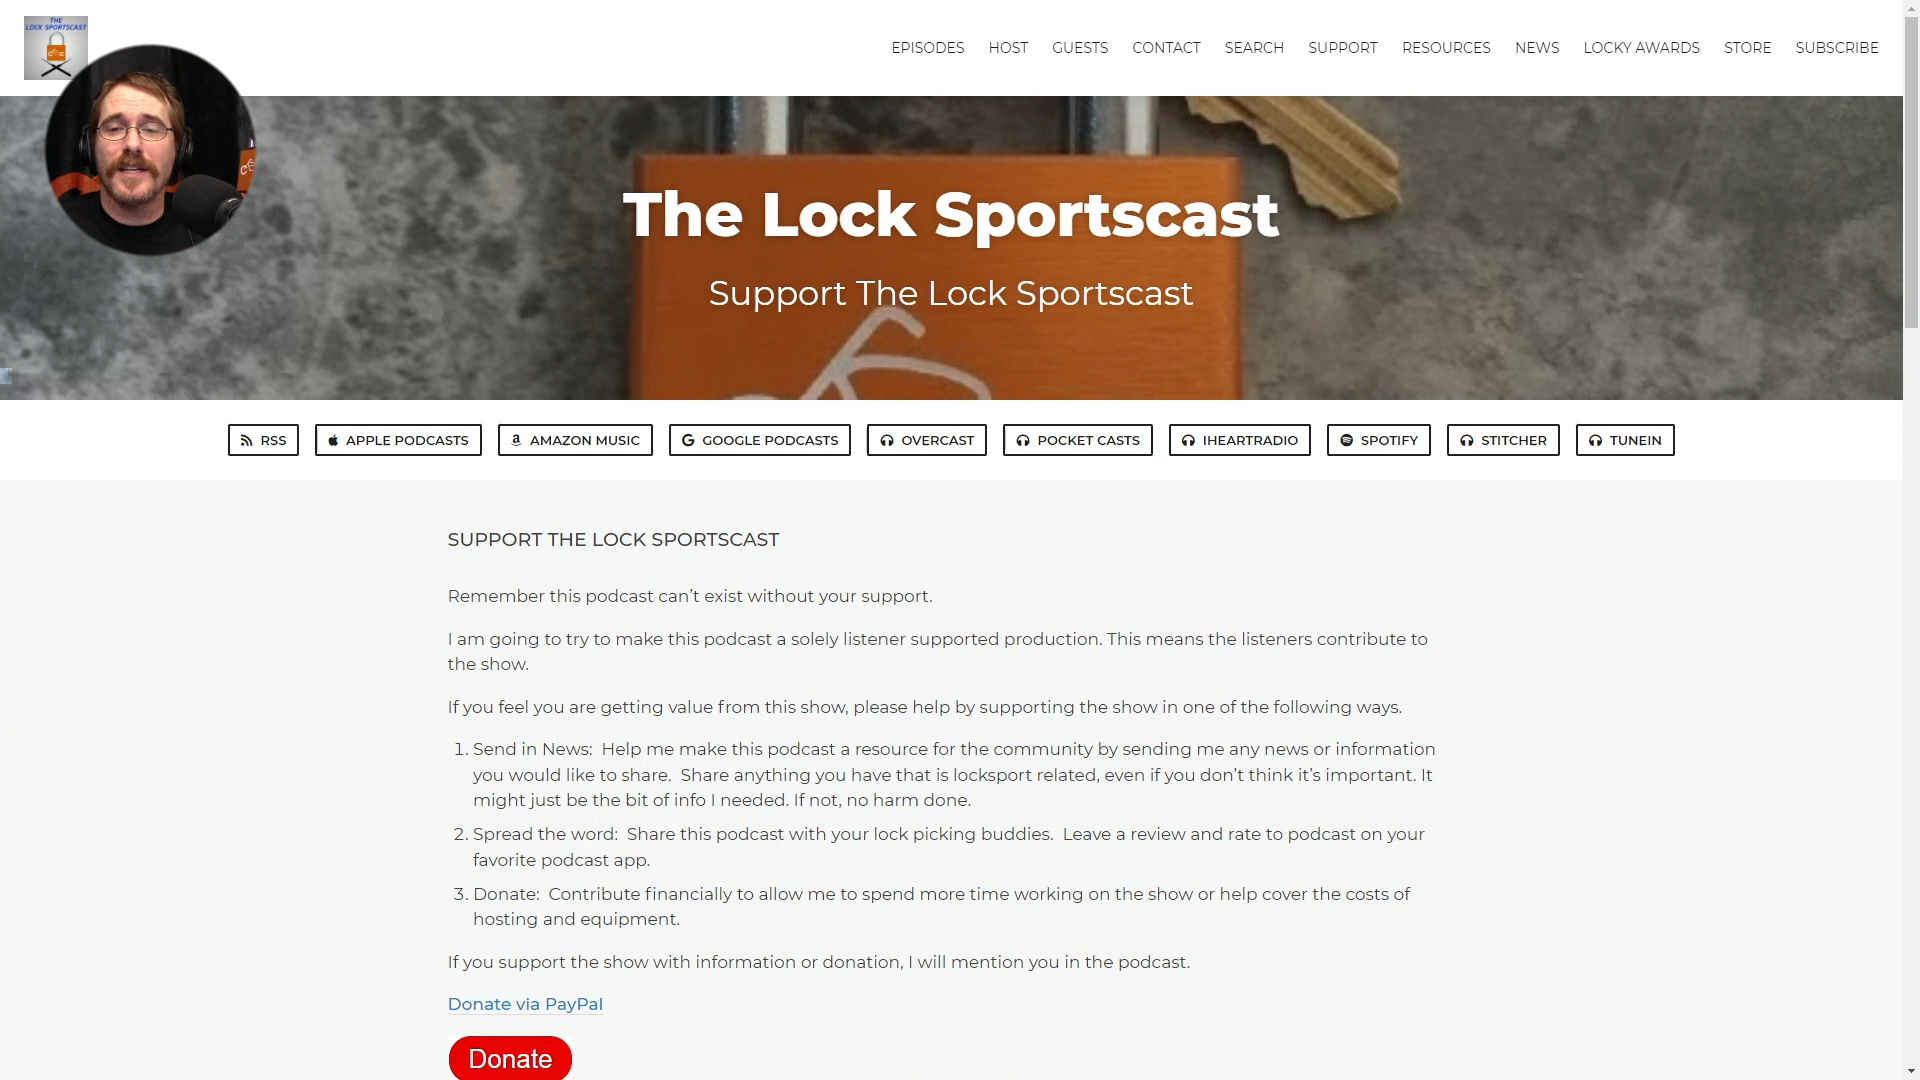 THE
LOCK SPORTSCAST
EPISODES HOST GUESTS CONTACT SEARCH SUPPORT RESOURCES NEWS LOCKY AWARDS STORE SUBSCRIBE
The Lock Sportscast
Support The Lock Sportscast
RSS APPLE PODCASTS AMAZON MUSIC GOOGLE PODCASTS OVERCAST POCKET CASTS IHEARTRADIO SPOTIFY STITCHER TUNEIN
SUPPORT THE LOCK SPORTSCAST
Remember this podcast can’t exist without your support.
I am going to try to make this podcast a solely listener supported production. This means the listeners contribute to
the show.
If you feel you are getting value from this show, please help by supporting the show in one of the following ways.
1. Send in News:  Help me make this podcast a resource for the community by sending me any news or information
you would like to share.  Share anything you have that is locksport related, even if you don’t think it’s important. It
might just be the bit of info I needed. If not, no harm done.
2. Spread the word:  Share this podcast with your lock picking buddies.  Leave a review and rate to podcast on your
favorite podcast app.
3. Donate:  Contribute financially to allow me to spend more time working on the show or help cover the costs of
hosting and equipment.
If you support the show with information or donation, I will mention you in the podcast.
Donate via PayPal
Donate